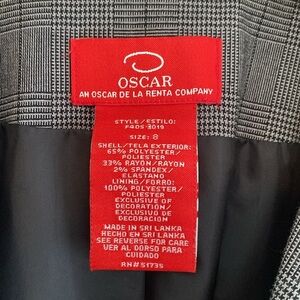 OSCAR
AN OSCAR DE LA RENTA COMPANY
STYLE/ESTILO:
F40S-2019
SIZE: 8
SHELL/TELA EXTERIOR:
65% POLYESTER/
POLIESTER
33% RAYON/RAYON
2% SPANDEX/
ELASTANO
LINING/FORRO:
100% POLYESTER/
POLIESTER
EXCLUSIVE OF
DECORATION/
EXCLUSIVO DE
DECORACION
MADE IN SRI LANKA
HECHO EN SRI LANKA
SEE REVERSE FOR CARE
VER AL DORSO PARA
CUIDADO
RN# 51735